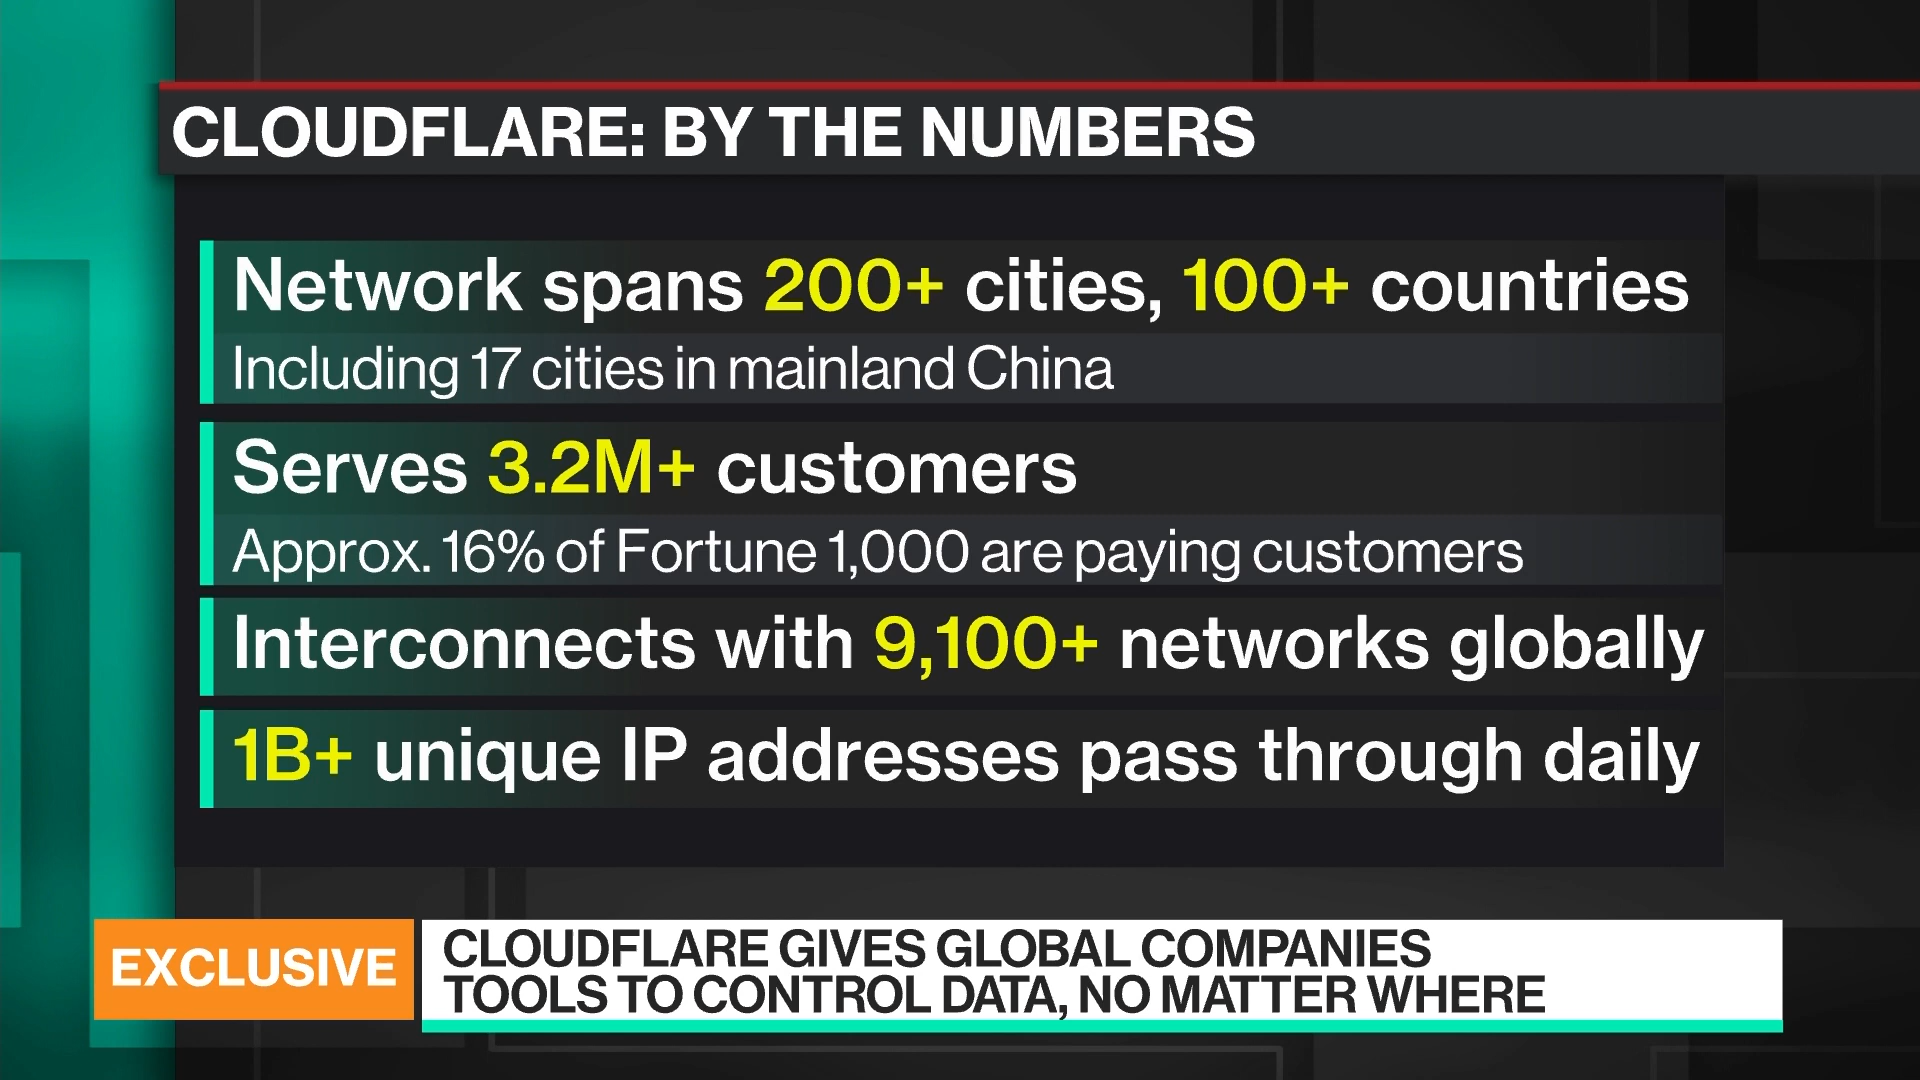 CLOUDFLARE: BY THE NUMBERS
Network spans 200+ cities, 100+ countries
Including 17 cities in mainland China
Serves 3.2M+ customers
Approx. 16% of Fortune 1,000 are paying customers
Interconnects with 9,100+ networks globally
1B+ unique IP addresses pass through daily
EXCLUSIVE
CLOUDFLARE GIVES GLOBAL COMPANIES
TOOLS TO CONTROL DATA, NO MATTER WHERE